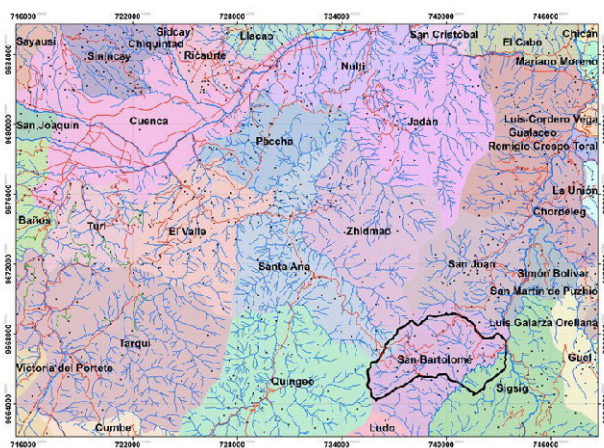 716000 722000 728000 734000 740000 746000
9684000
9680000
9676000
9672000
9668000
9664000
Sayausí
Sidcay
Chiquintad
Sinincay
Ricaurte
Llacao
San Cristobal
El Cabo
Chicán
Mariano Moreno
Nulti
Cuenca
San Joaquin
Jadán
Luis Cordero Vega
Gualaceo
Remigio Crespo Toral
Paccha
La Unión
Chordeleg
Baños
Turi
El Valle
Zhidmad
Santa Ana
San Juan
Simón Bolívar
San Martín de Puzhio
Luis Galarza Orellana
Tarqui
San Bartolomé
Guel
Victoria del Portete
Quingeo
Sigsig
Cumbe
Ludo
716000 722000 728000 734000 740000 746000